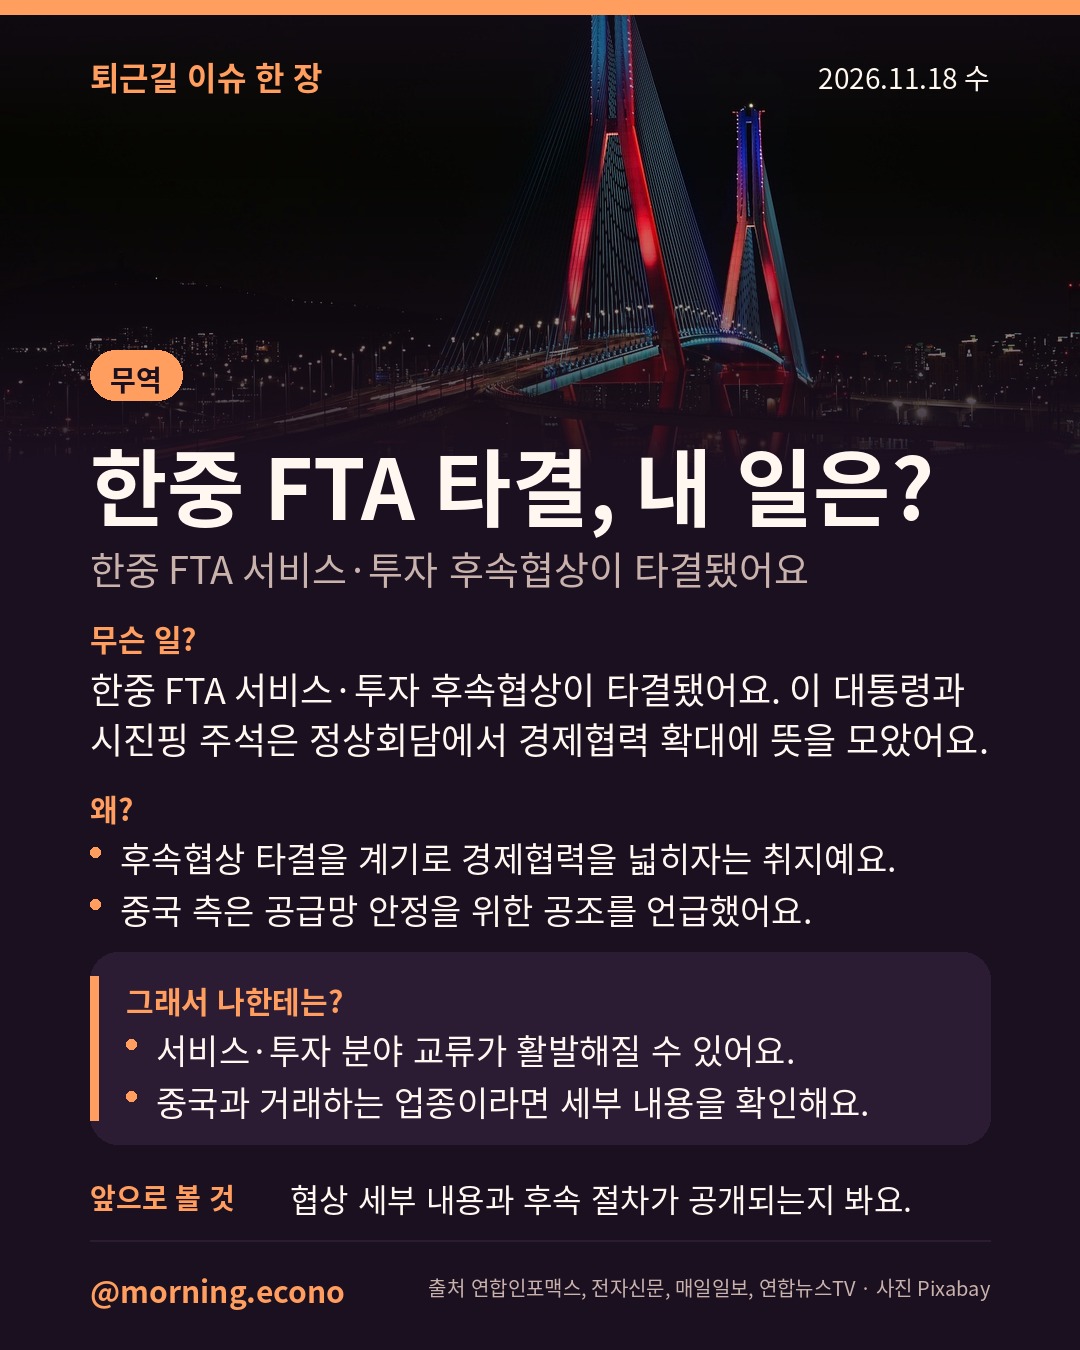 퇴근길 이슈 한 장
2026.11.18 수
무역
한중 FTA 타결, 내 일은?
한중 FTA 서비스·투자 후속협상이 타결됐어요
무슨 일?
한중 FTA 서비스·투자 후속협상이 타결됐어요. 이 대통령과
시진핑 주석은 정상회담에서 경제협력 확대에 뜻을 모았어요.
왜?
• 후속협상 타결을 계기로 경제협력을 넓히자는 취지예요.
• 중국 측은 공급망 안정을 위한 공조를 언급했어요.
그래서 나한테는?
• 서비스·투자 분야 교류가 활발해질 수 있어요.
• 중국과 거래하는 업종이라면 세부 내용을 확인해요.
앞으로 볼 것 협상 세부 내용과 후속 절차가 공개되는지 봐요.
@morning.econo
출처 연합인포맥스, 전자신문, 매일일보, 연합뉴스TV · 사진 Pixabay